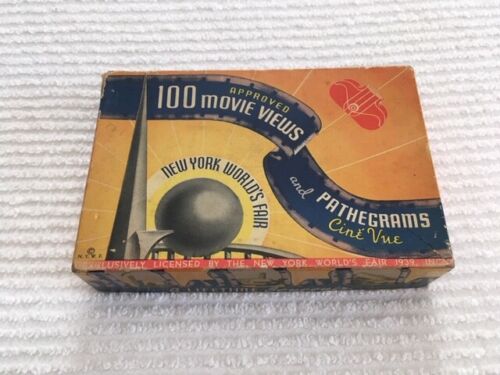 APPROVED
100 MOVIE VIEWS
NEW YORK WORLD'S FAIR
and
PATHEGRAMS
Ciné Vue
©
N.Y.W.F.
EXCLUSIVELY LICENSED BY THE NEW YORK WORLD'S FAIR 1939, INC.